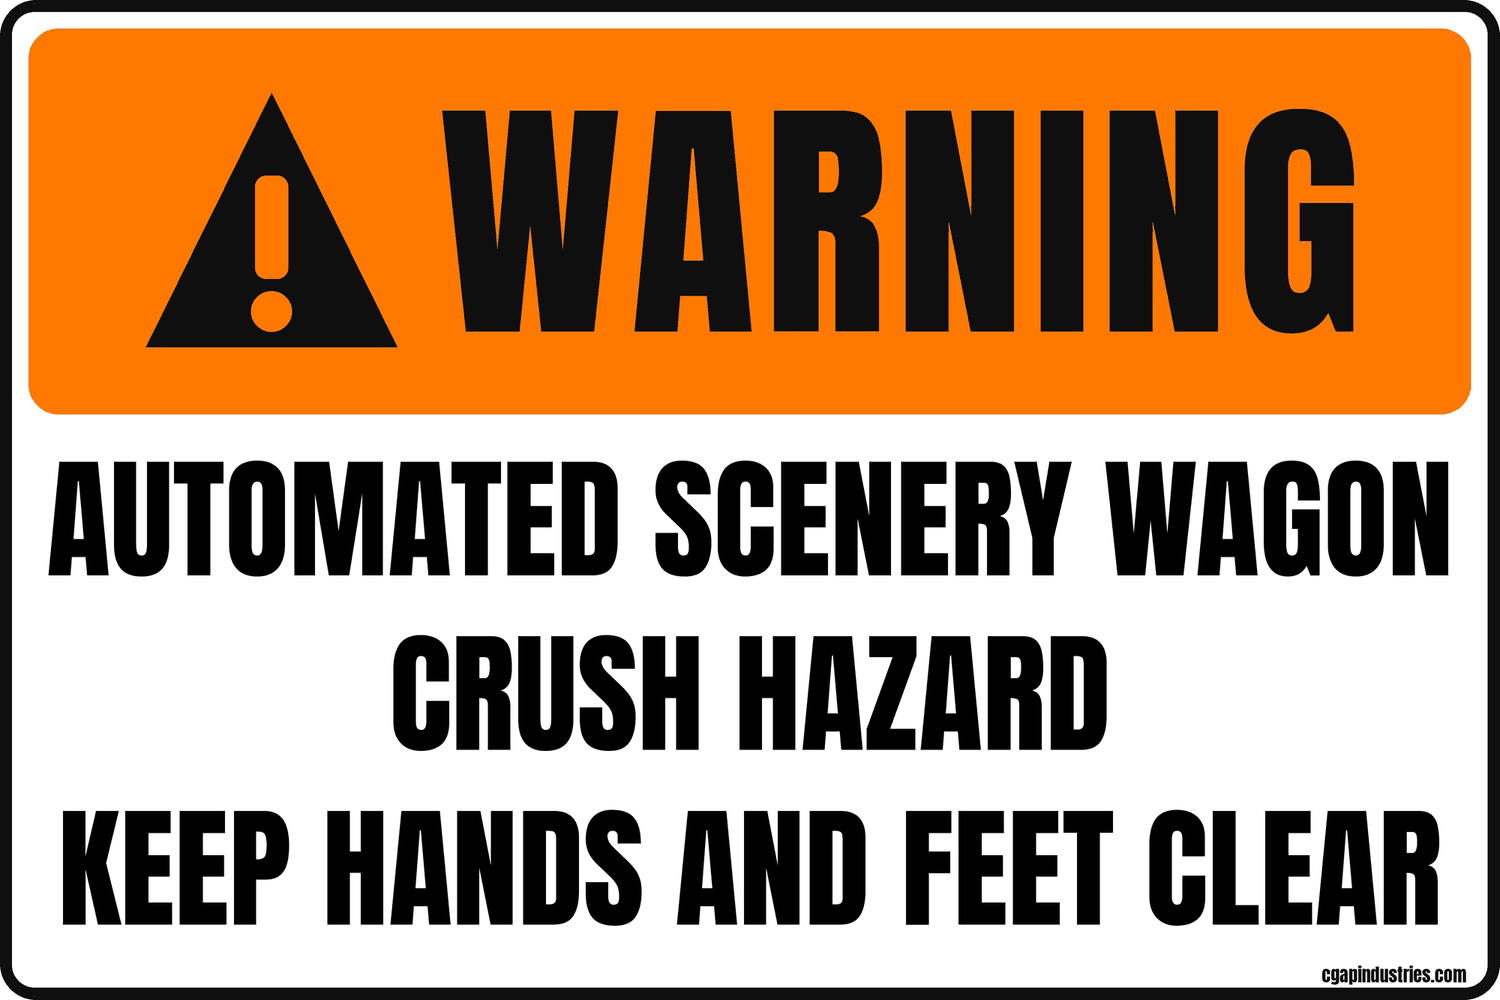 WARNING
AUTOMATED SCENERY WAGON
CRUSH HAZARD
KEEP HANDS AND FEET CLEAR
cgapindustries.com